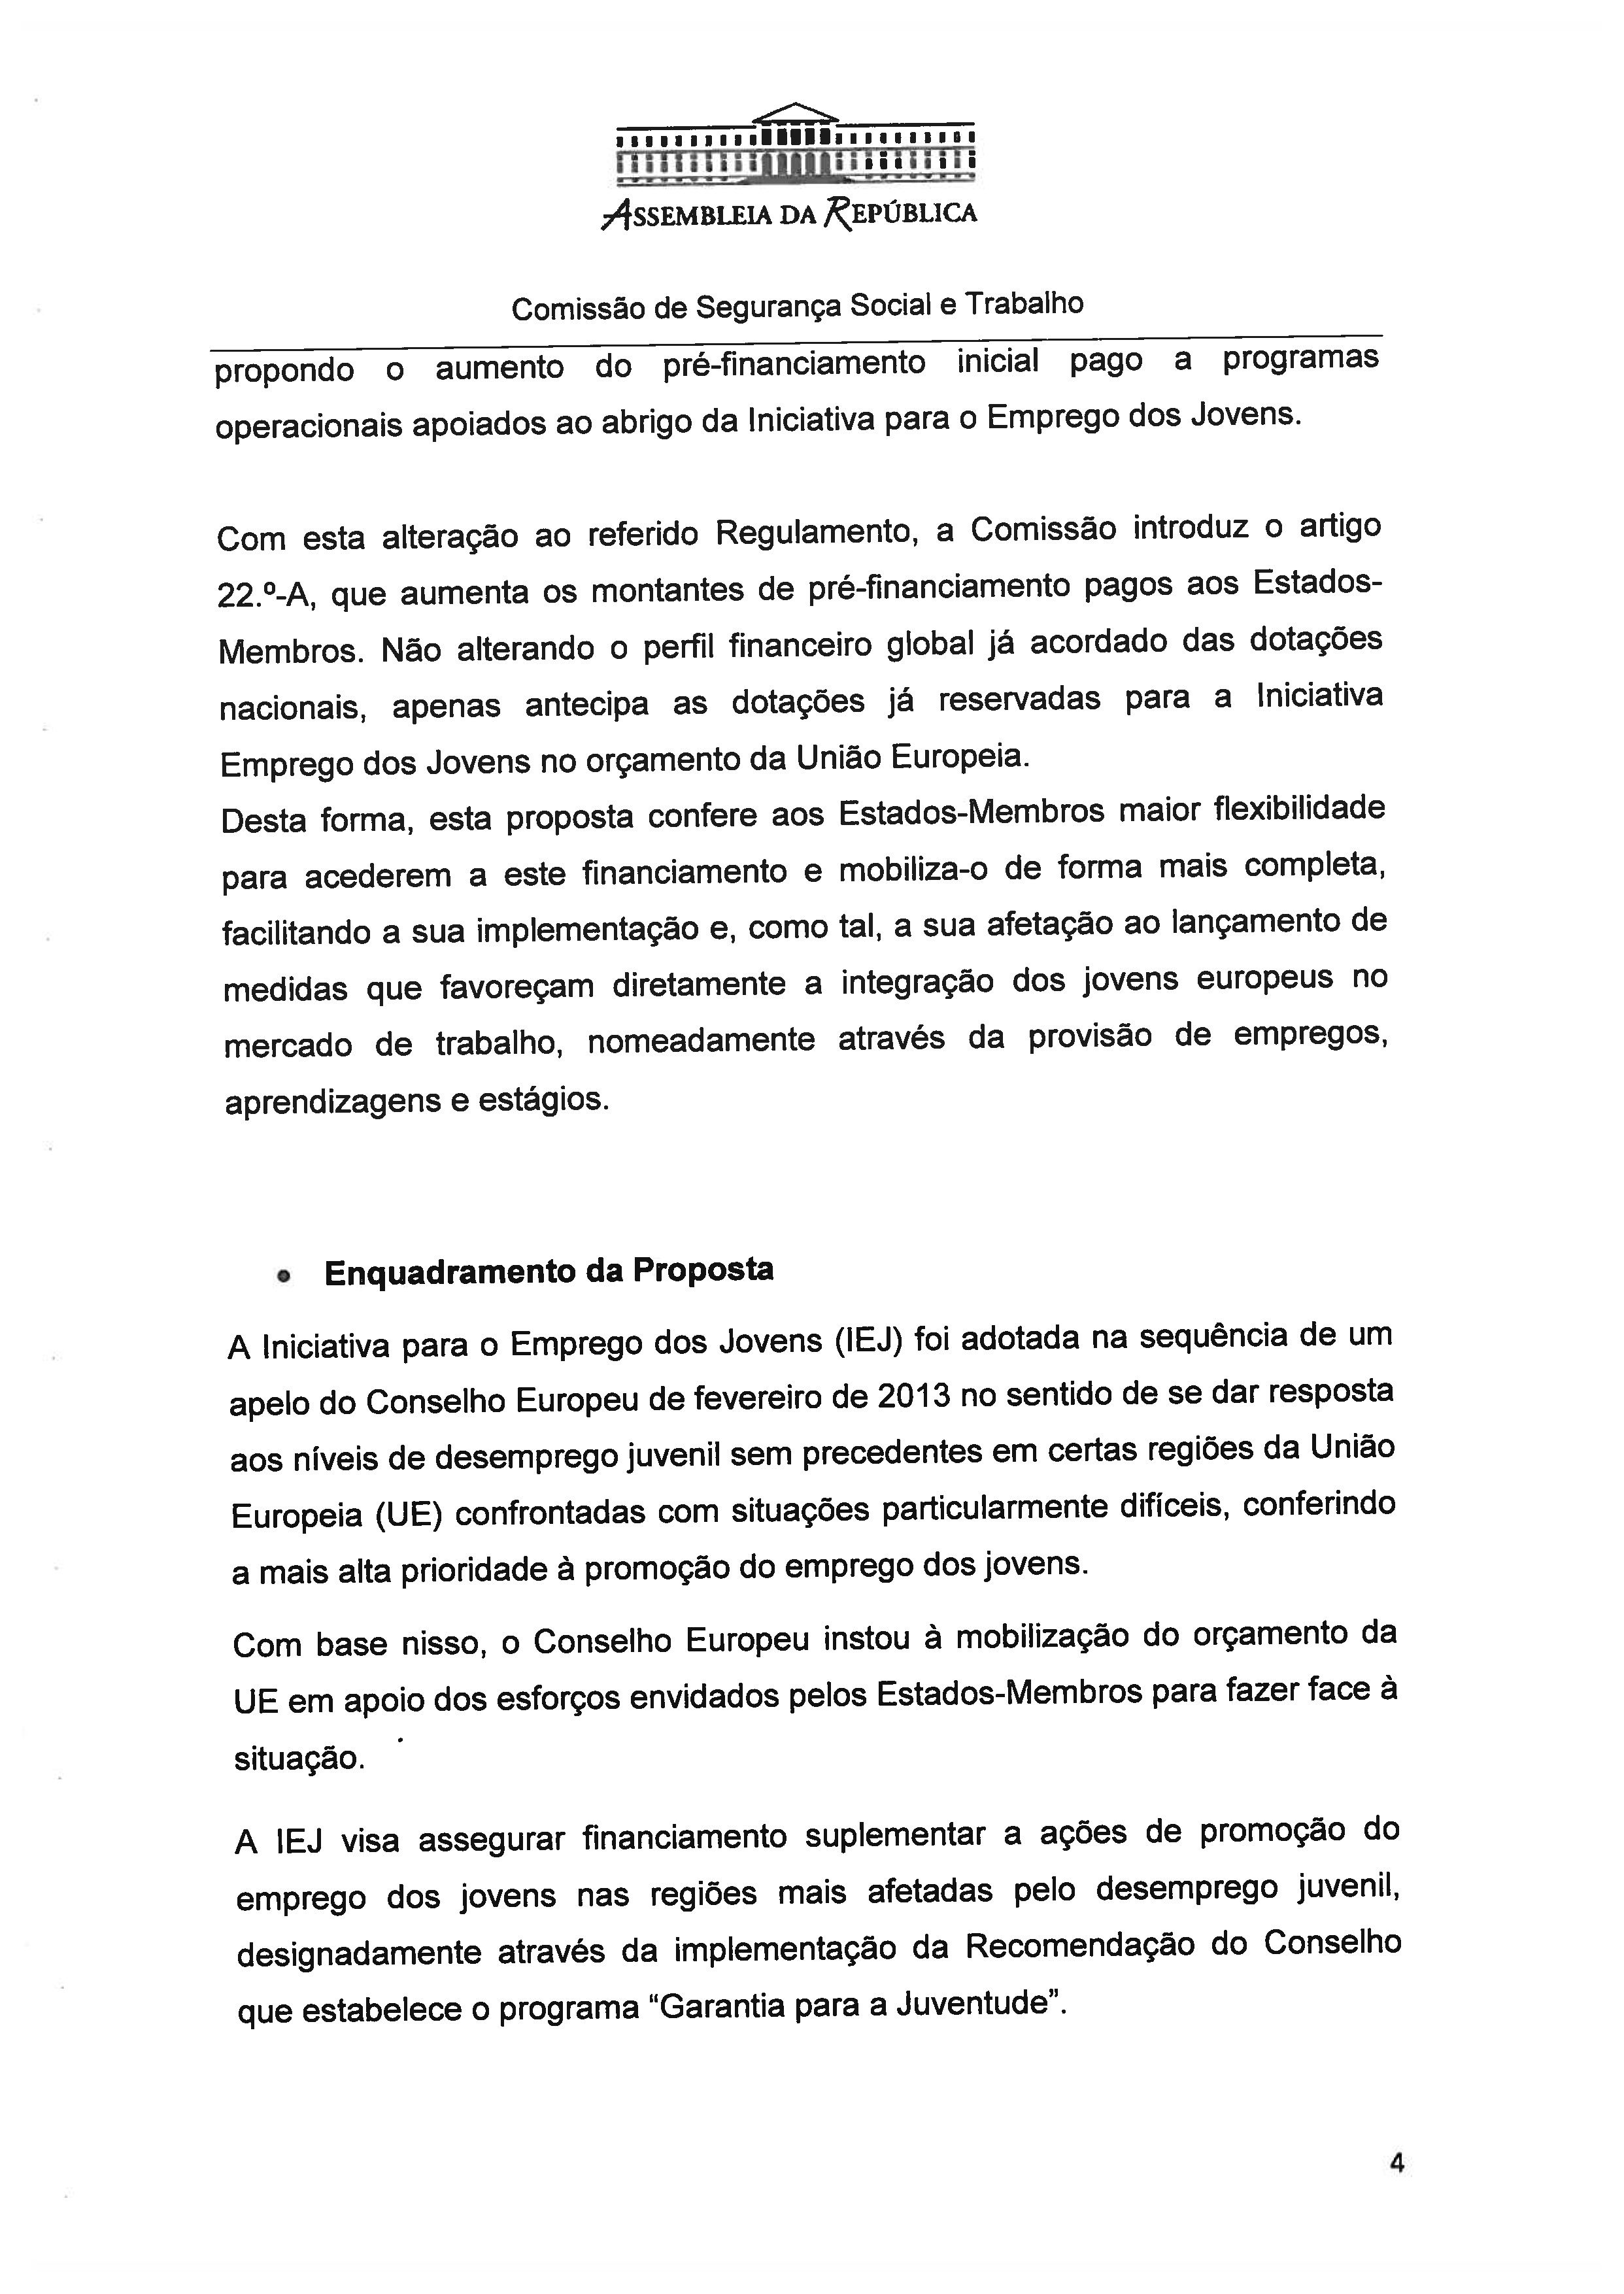 ASSEMBLEIA DA REPÚBLICA
Comissão de Segurança Social e Trabalho
propondo o aumento do pré-financiamento inicial pago a programas
operacionais apoiados ao abrigo da Iniciativa para o Emprego dos Jovens.
Com esta alteração ao referido Regulamento, a Comissão introduz o artigo
22.º-A, que aumenta os montantes de pré-financiamento pagos aos Estados-
Membros. Não alterando o perfil financeiro global já acordado das dotações
nacionais, apenas antecipa as dotações já reservadas para a Iniciativa
Emprego dos Jovens no orçamento da União Europeia.
Desta forma, esta proposta confere aos Estados-Membros maior flexibilidade
para acederem a este financiamento e mobiliza-o de forma mais completa,
facilitando a sua implementação e, como tal, a sua afetação ao lançamento de
medidas que favoreçam diretamente a integração dos jovens europeus no
mercado de trabalho, nomeadamente através da provisão de empregos,
aprendizagens e estágios.
• Enquadramento da Proposta
A Iniciativa para o Emprego dos Jovens (IEJ) foi adotada na sequência de um
apelo do Conselho Europeu de fevereiro de 2013 no sentido de se dar resposta
aos níveis de desemprego juvenil sem precedentes em certas regiões da União
Europeia (UE) confrontadas com situações particularmente difíceis, conferindo
a mais alta prioridade à promoção do emprego dos jovens.
Com base nisso, o Conselho Europeu instou à mobilização do orçamento da
UE em apoio dos esforços envidados pelos Estados-Membros para fazer face à
situação.
A IEJ visa assegurar financiamento suplementar a ações de promoção do
emprego dos jovens nas regiões mais afetadas pelo desemprego juvenil,
designadamente através da implementação da Recomendação do Conselho
que estabelece o programa “Garantia para a Juventude”.
4